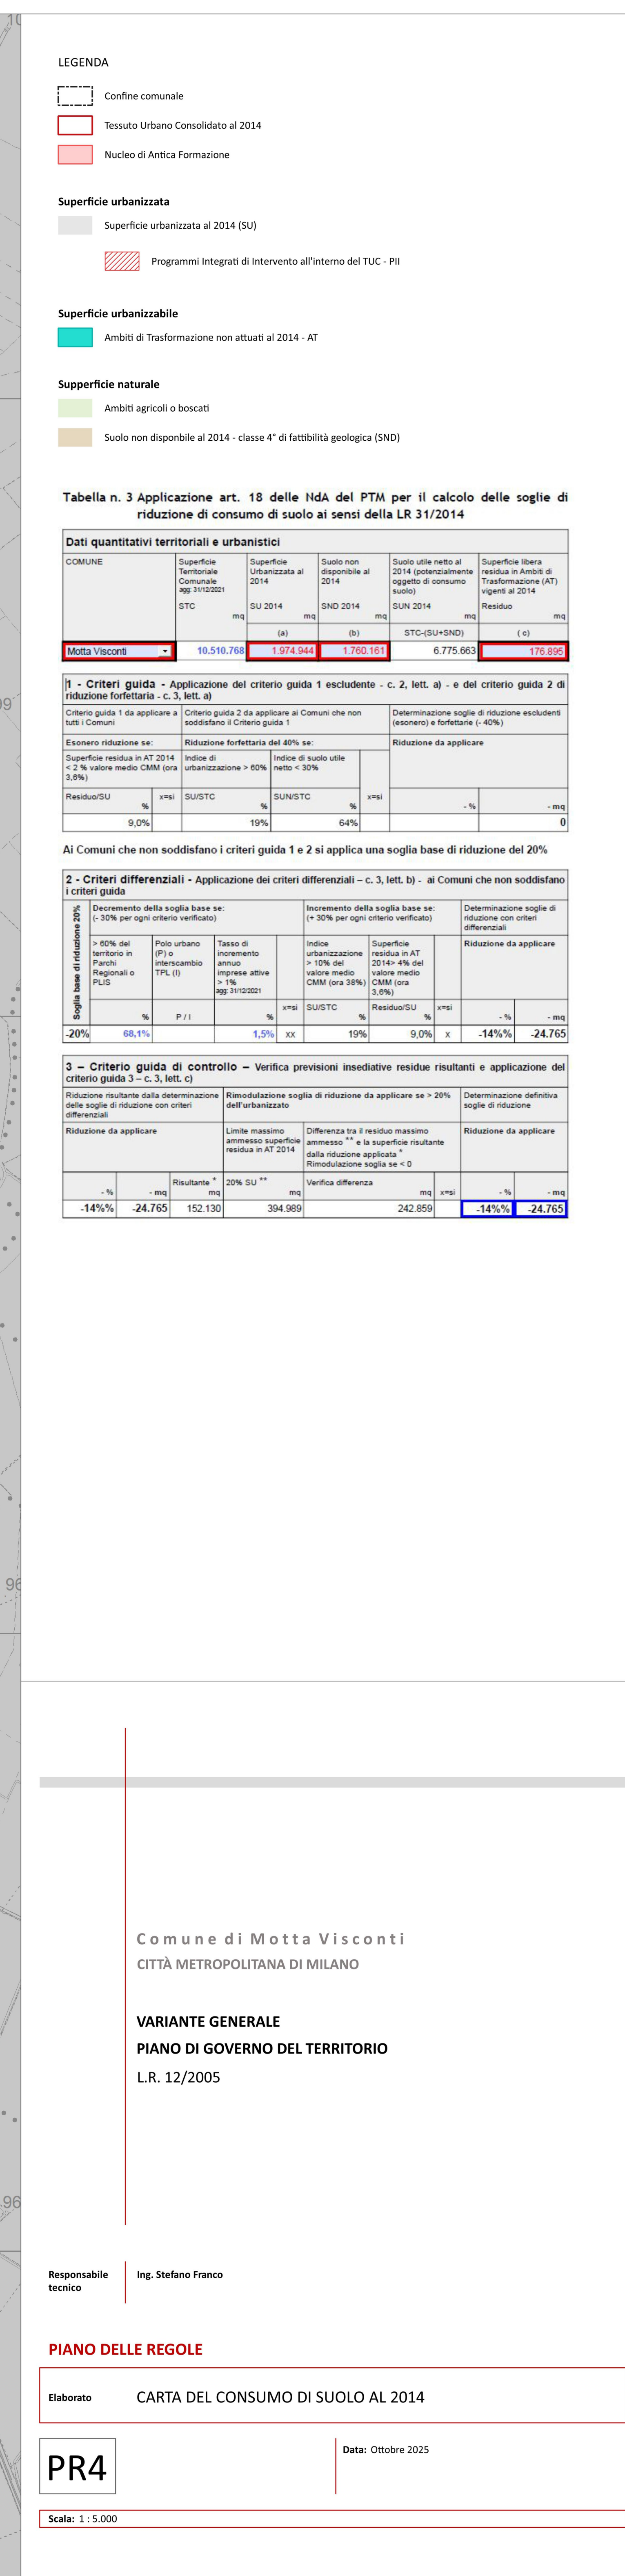 LEGENDA
Confine comunale
Tessuto Urbano Consolidato al 2014
Nucleo di Antica Formazione
Superficie urbanizzata
Superficie urbanizzata al 2014 (SU)
Programmi Integrati di Intervento all'interno del TUC - PII
Superficie urbanizzabile
Ambiti di Trasformazione non attuati al 2014 - AT
Supperficie naturale
Ambiti agricoli o boscati
Suolo non disponbile al 2014 - classe 4° di fattibilità geologica (SND)
Tabella n. 3 Applicazione art. 18 delle NdA del PTM per il calcolo delle soglie di
riduzione di consumo di suolo ai sensi della LR 31/2014
Dati quantitativi territoriali e urbanistici
COMUNE Superficie Territoriale Comunale agg: 31/12/2021 Superficie Urbanizzata al 2014 Suolo non disponibile al 2014 Suolo utile netto al 2014 (potenzialmente oggetto di consumo suolo) Superficie libera residua in Ambiti di Trasformazione (AT) vigenti al 2014
STC SU 2014 SND 2014 SUN 2014 Residuo
mq mq mq mq mq
(a) (b) STC-(SU+SND) (c)
Motta Visconti 10.510.768 1.974.944 1.760.161 6.775.663 176.895
1 - Criteri guida - Applicazione del criterio guida 1 escludente - c. 2, lett. a) - e del criterio guida 2 di
riduzione forfettaria - c. 3, lett. a)
Criterio guida 1 da applicare a tutti i Comuni Criterio guida 2 da applicare ai Comuni che non soddisfano il Criterio guida 1 Determinazione soglie di riduzione escludenti (esonero) e forfettarie (- 40%)
Esonero riduzione se: Riduzione forfettaria del 40% se: Riduzione da applicare
Superficie residua in AT 2014 < 2 % valore medio CMM (ora 3,6%) Indice di urbanizzazione > 60% Indice di suolo utile netto < 30%
Residuo/SU % x=si SU/STC % SUN/STC % x=si - % - mq
9,0% 19% 64% 0
Ai Comuni che non soddisfano i criteri guida 1 e 2 si applica una soglia base di riduzione del 20%
2 - Criteri differenziali - Applicazione dei criteri differenziali – c. 3, lett. b) - ai Comuni che non soddisfano
i criteri guida
Soglia base di riduzione 20%
Decremento della soglia base se: (- 30% per ogni criterio verificato) Incremento della soglia base se: (+ 30% per ogni criterio verificato) Determinazione soglie di riduzione con criteri differenziali
> 60% del territorio in Parchi Regionali o PLIS Polo urbano (P) o interscambio TPL (I) Tasso di incremento annuo imprese attive > 1% agg: 31/12/2021 Indice urbanizzazione > 10% del valore medio CMM (ora 38%) Superficie residua in AT 2014> 4% del valore medio CMM (ora 3,6%) Riduzione da applicare
x=si SU/STC Residuo/SU x=si
% P / I % % % - % - mq
-20% 68,1% 1,5% xx 19% 9,0% x -14%% -24.765
3 – Criterio guida di controllo – Verifica previsioni insediative residue risultanti e applicazione del
criterio guida 3 – c. 3, lett. c)
Riduzione risultante dalla determinazione delle soglie di riduzione con criteri differenziali Rimodulazione soglia di riduzione da applicare se > 20% dell'urbanizzato Determinazione definitiva soglie di riduzione
Riduzione da applicare Limite massimo ammesso superficie residua in AT 2014 Differenza tra il residuo massimo ammesso ** e la superficie risultante dalla riduzione applicata * Rimodulazione soglia se < 0 Riduzione da applicare
Risultante * 20% SU ** Verifica differenza
- % - mq mq mq mq x=si - % - mq
-14%% -24.765 152.130 394.989 242.859 -14%% -24.765
Comune di Motta Visconti
CITTÀ METROPOLITANA DI MILANO
VARIANTE GENERALE
PIANO DI GOVERNO DEL TERRITORIO
L.R. 12/2005
Responsabile
tecnico
Ing. Stefano Franco
PIANO DELLE REGOLE
Elaborato CARTA DEL CONSUMO DI SUOLO AL 2014
PR4
Data: Ottobre 2025
Scala: 1 : 5.000